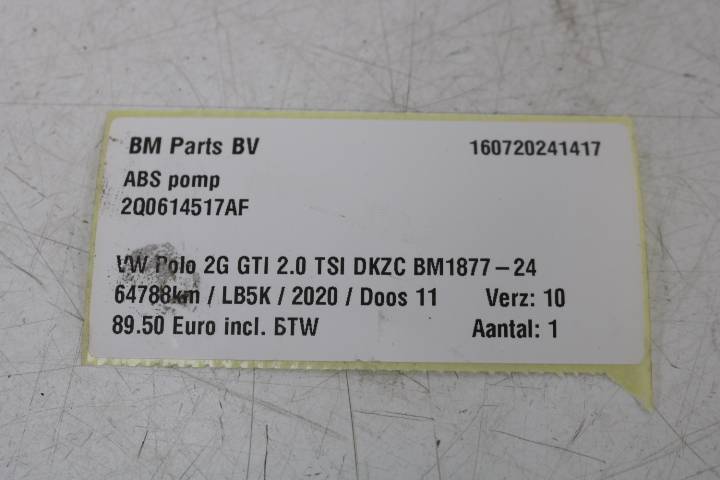 BM Parts BV 160720241417
ABS pomp
2Q0614517AF
VW Polo 2G GTI 2.0 TSI DKZC BM1877-24
64788km / LB5K / 2020 / Doos 11 Verz: 10
89.50 Euro incl. БTW Aantal: 1